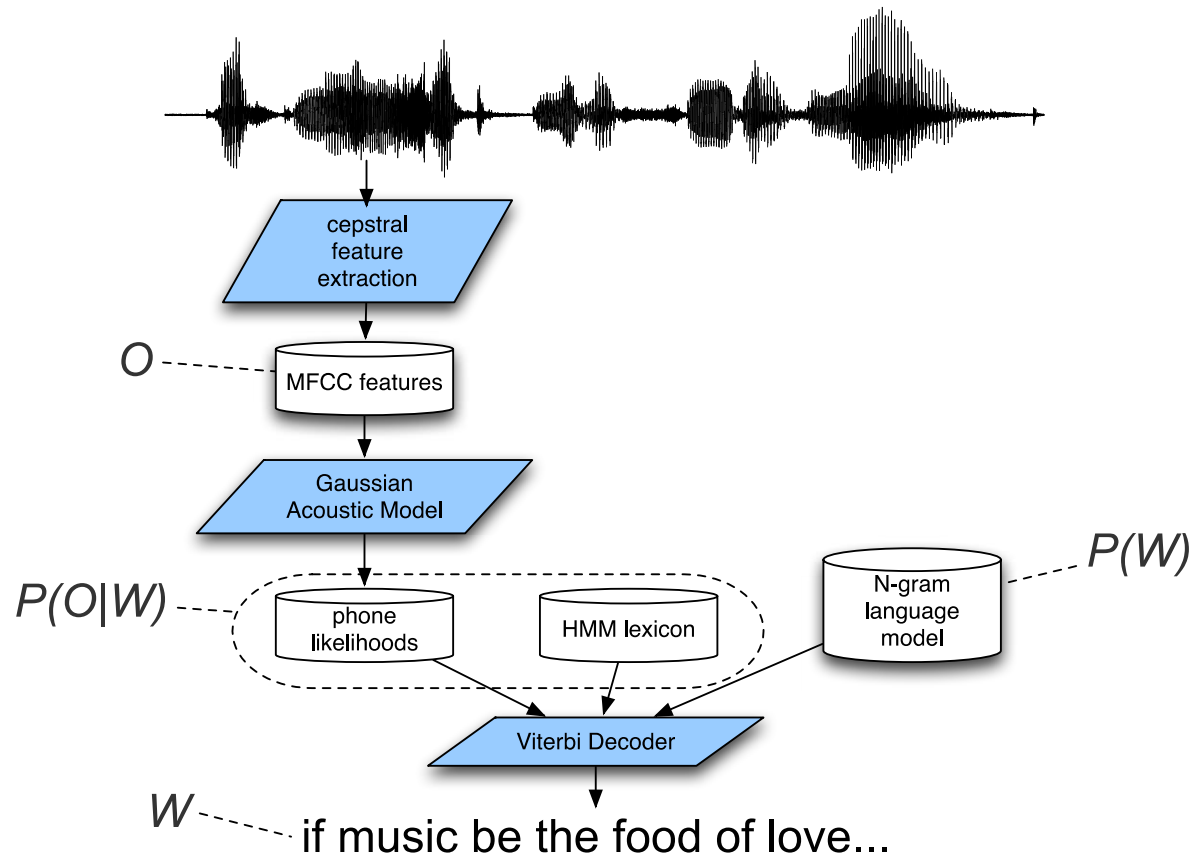 cepstral
feature
extraction
O
MFCC features
Gaussian
Acoustic Model
P(O|W)
phone
likelihoods
HMM lexicon
N-gram
language
model
P(W)
Viterbi Decoder
W
if music be the food of love...